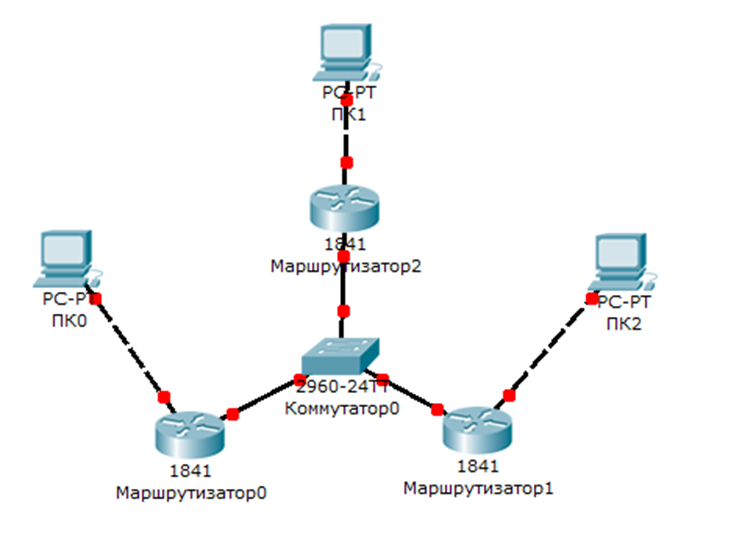 PC-PT
ПК1
1841
Маршрутизатор2
PC-PT
ПК0
PC-PT
ПК2
2960-24TT
Коммутатор0
1841
Маршрутизатор0
1841
Маршрутизатор1